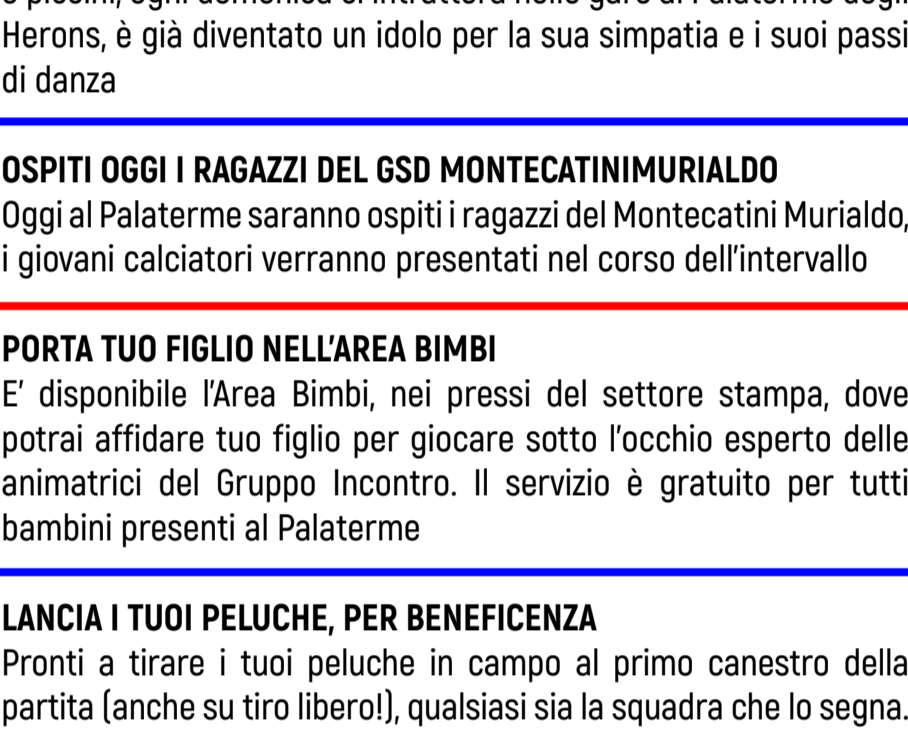 Herons, è già diventato un idolo per la sua simpatia e i suoi passi
di danza
OSPITI OGGI I RAGAZZI DEL GSD MONTECATINIMURIALDO
Oggi al Palaterme saranno ospiti i ragazzi del Montecatini Murialdo,
i giovani calciatori verranno presentati nel corso dell'intervallo
PORTA TUO FIGLIO NELL'AREA BIMBI
E' disponibile l'Area Bimbi, nei pressi del settore stampa, dove
potrai affidare tuo figlio per giocare sotto l'occhio esperto delle
animatrici del Gruppo Incontro. Il servizio è gratuito per tutti
bambini presenti al Palaterme
LANCIA I TUOI PELUCHE, PER BENEFICENZA
Pronti a tirare i tuoi peluche in campo al primo canestro della
partita (anche su tiro libero!), qualsiasi sia la squadra che lo segna.